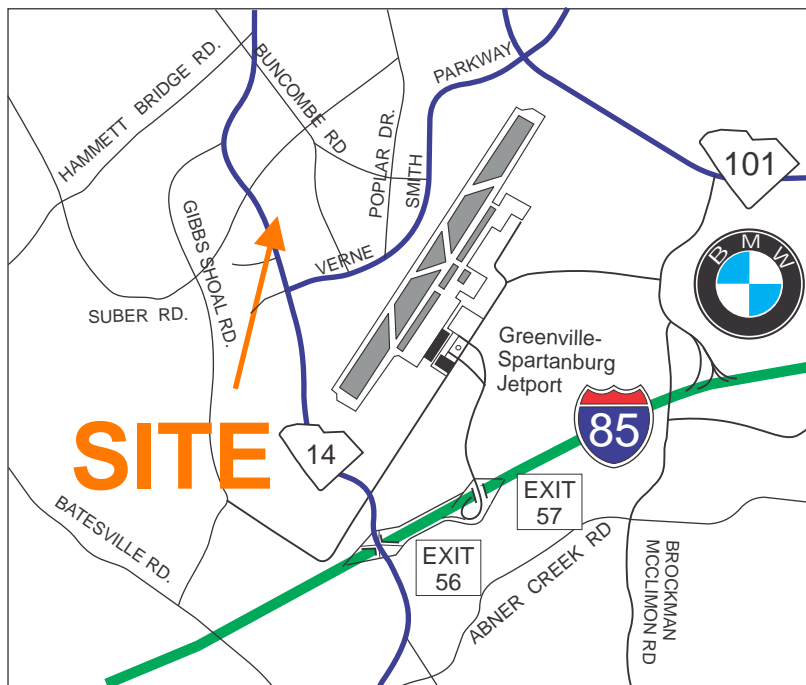 HAMMETT BRIDGE RD.
BUNCOMBE RD
PARKWAY
POPLAR DR.
SMITH
VERNE
GIBBS SHOAL RD.
SUBER RD.
101
BMW
Greenville-
Spartanburg
Jetport
85
SITE
14
EXIT
57
EXIT
56
BATESVILLE RD.
ABNER CREEK RD
BROCKMAN
MCCLIMON RD